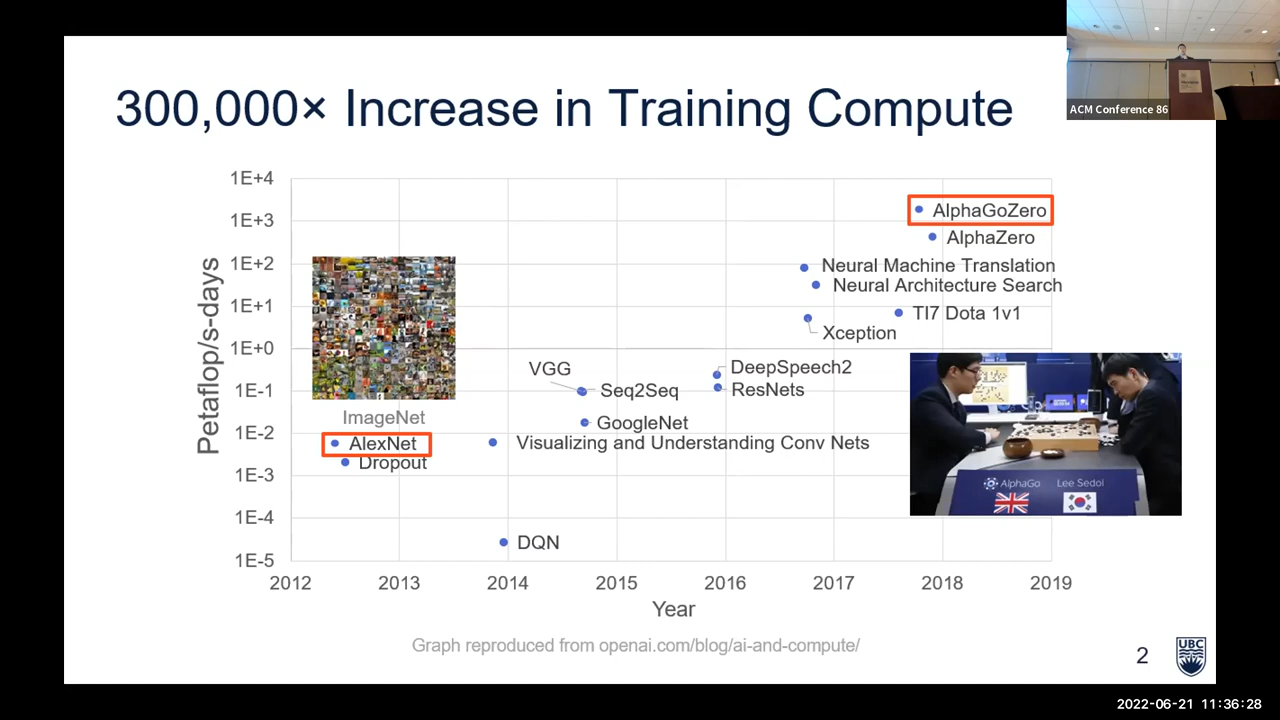 300,000× Increase in Training Compute
ACM Conference 86
Petaflop/s-days
1E+4
1E+3
1E+2
1E+1
1E+0
1E-1
1E-2
1E-3
1E-4
1E-5
AlphaGoZero
AlphaZero
Neural Machine Translation
Neural Architecture Search
TI7 Dota 1v1
Xception
VGG
DeepSpeech2
Seq2Seq
ResNets
ImageNet
GoogleNet
AlexNet
Visualizing and Understanding Conv Nets
Dropout
AlphaGo
Lee Sedol
DQN
2012 2013 2014 2015 2016 2017 2018 2019
Year
Graph reproduced from openai.com/blog/ai-and-compute/
2
UBC
2022-06-21 11:36:28